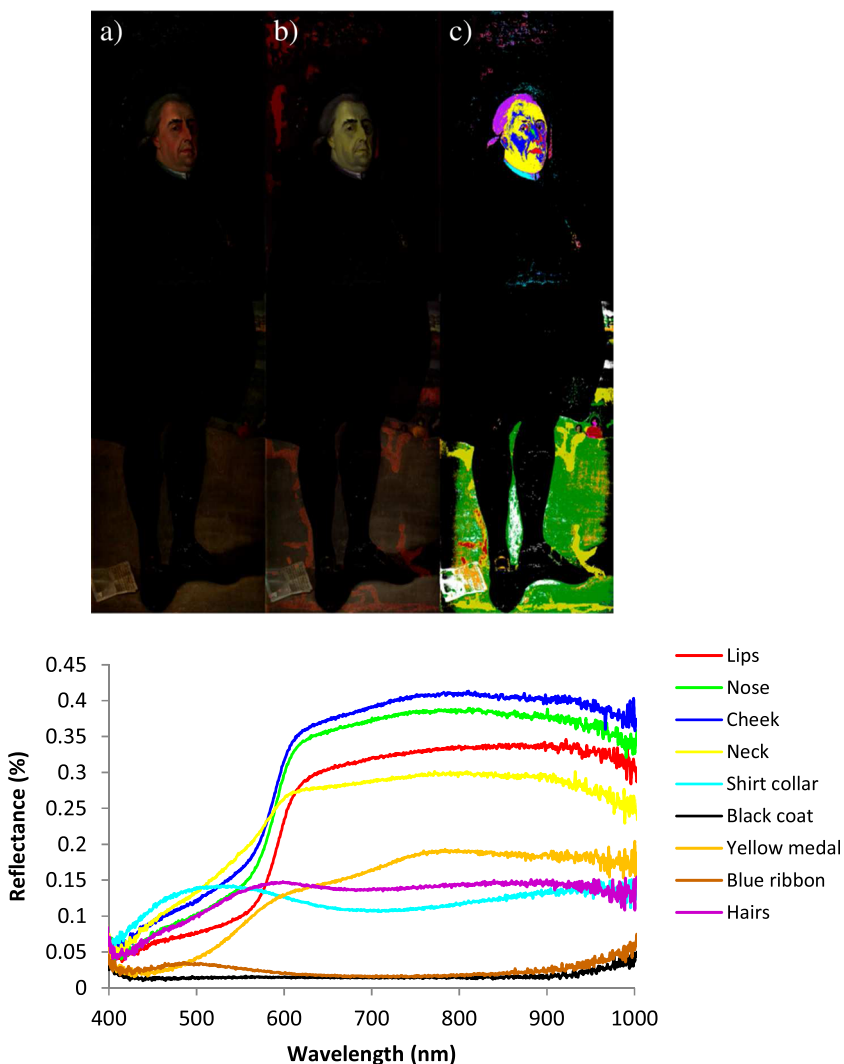 a) b) c)
0.45
0.4
0.35
0.3
0.25
0.2
0.15
0.1
0.05
0
Reflectance (%)
400 500 600 700 800 900 1000
Wavelength (nm)
Lips
Nose
Cheek
Neck
Shirt collar
Black coat
Yellow medal
Blue ribbon
Hairs